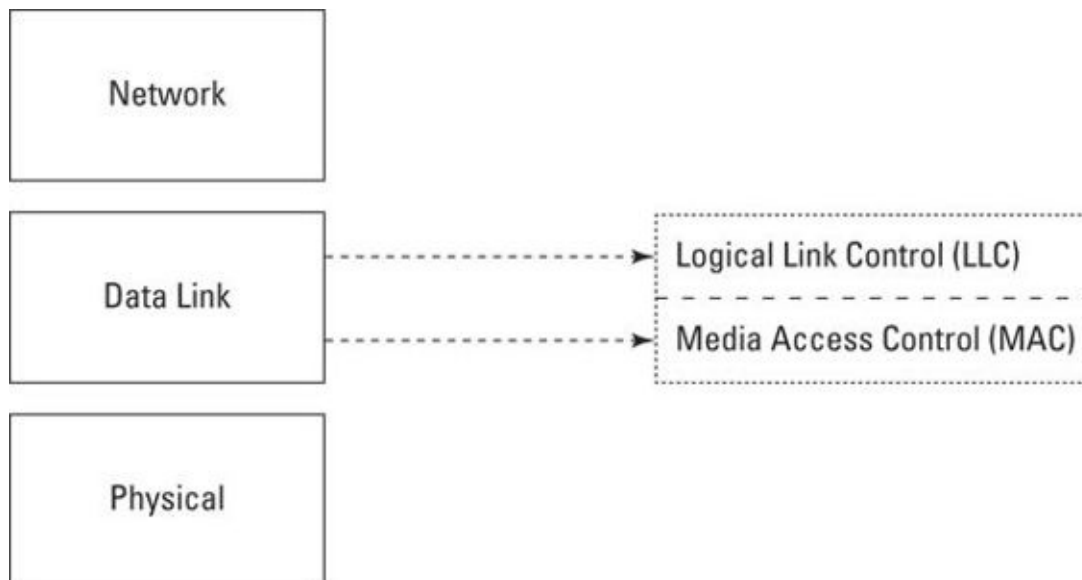 Network
Data Link
Logical Link Control (LLC)
Media Access Control (MAC)
Physical